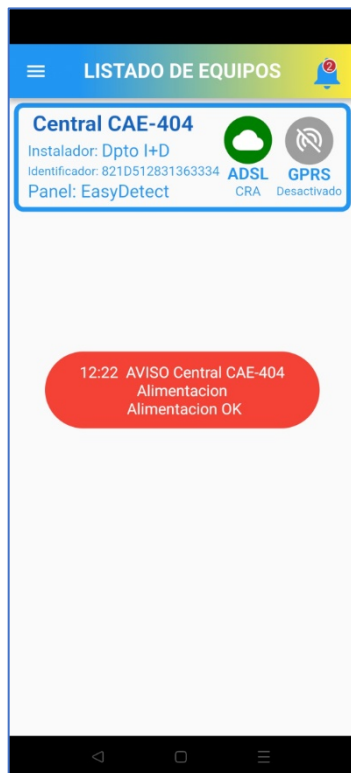 LISTADO DE EQUIPOS
2
Central CAE-404
Instalador: Dpto I+D
Identificador: 821D512831363334
Panel: EasyDetect
ADSL
CRA
GPRS
Desactivado
12:22 AVISO Central CAE-404
Alimentacion
Alimentacion OK